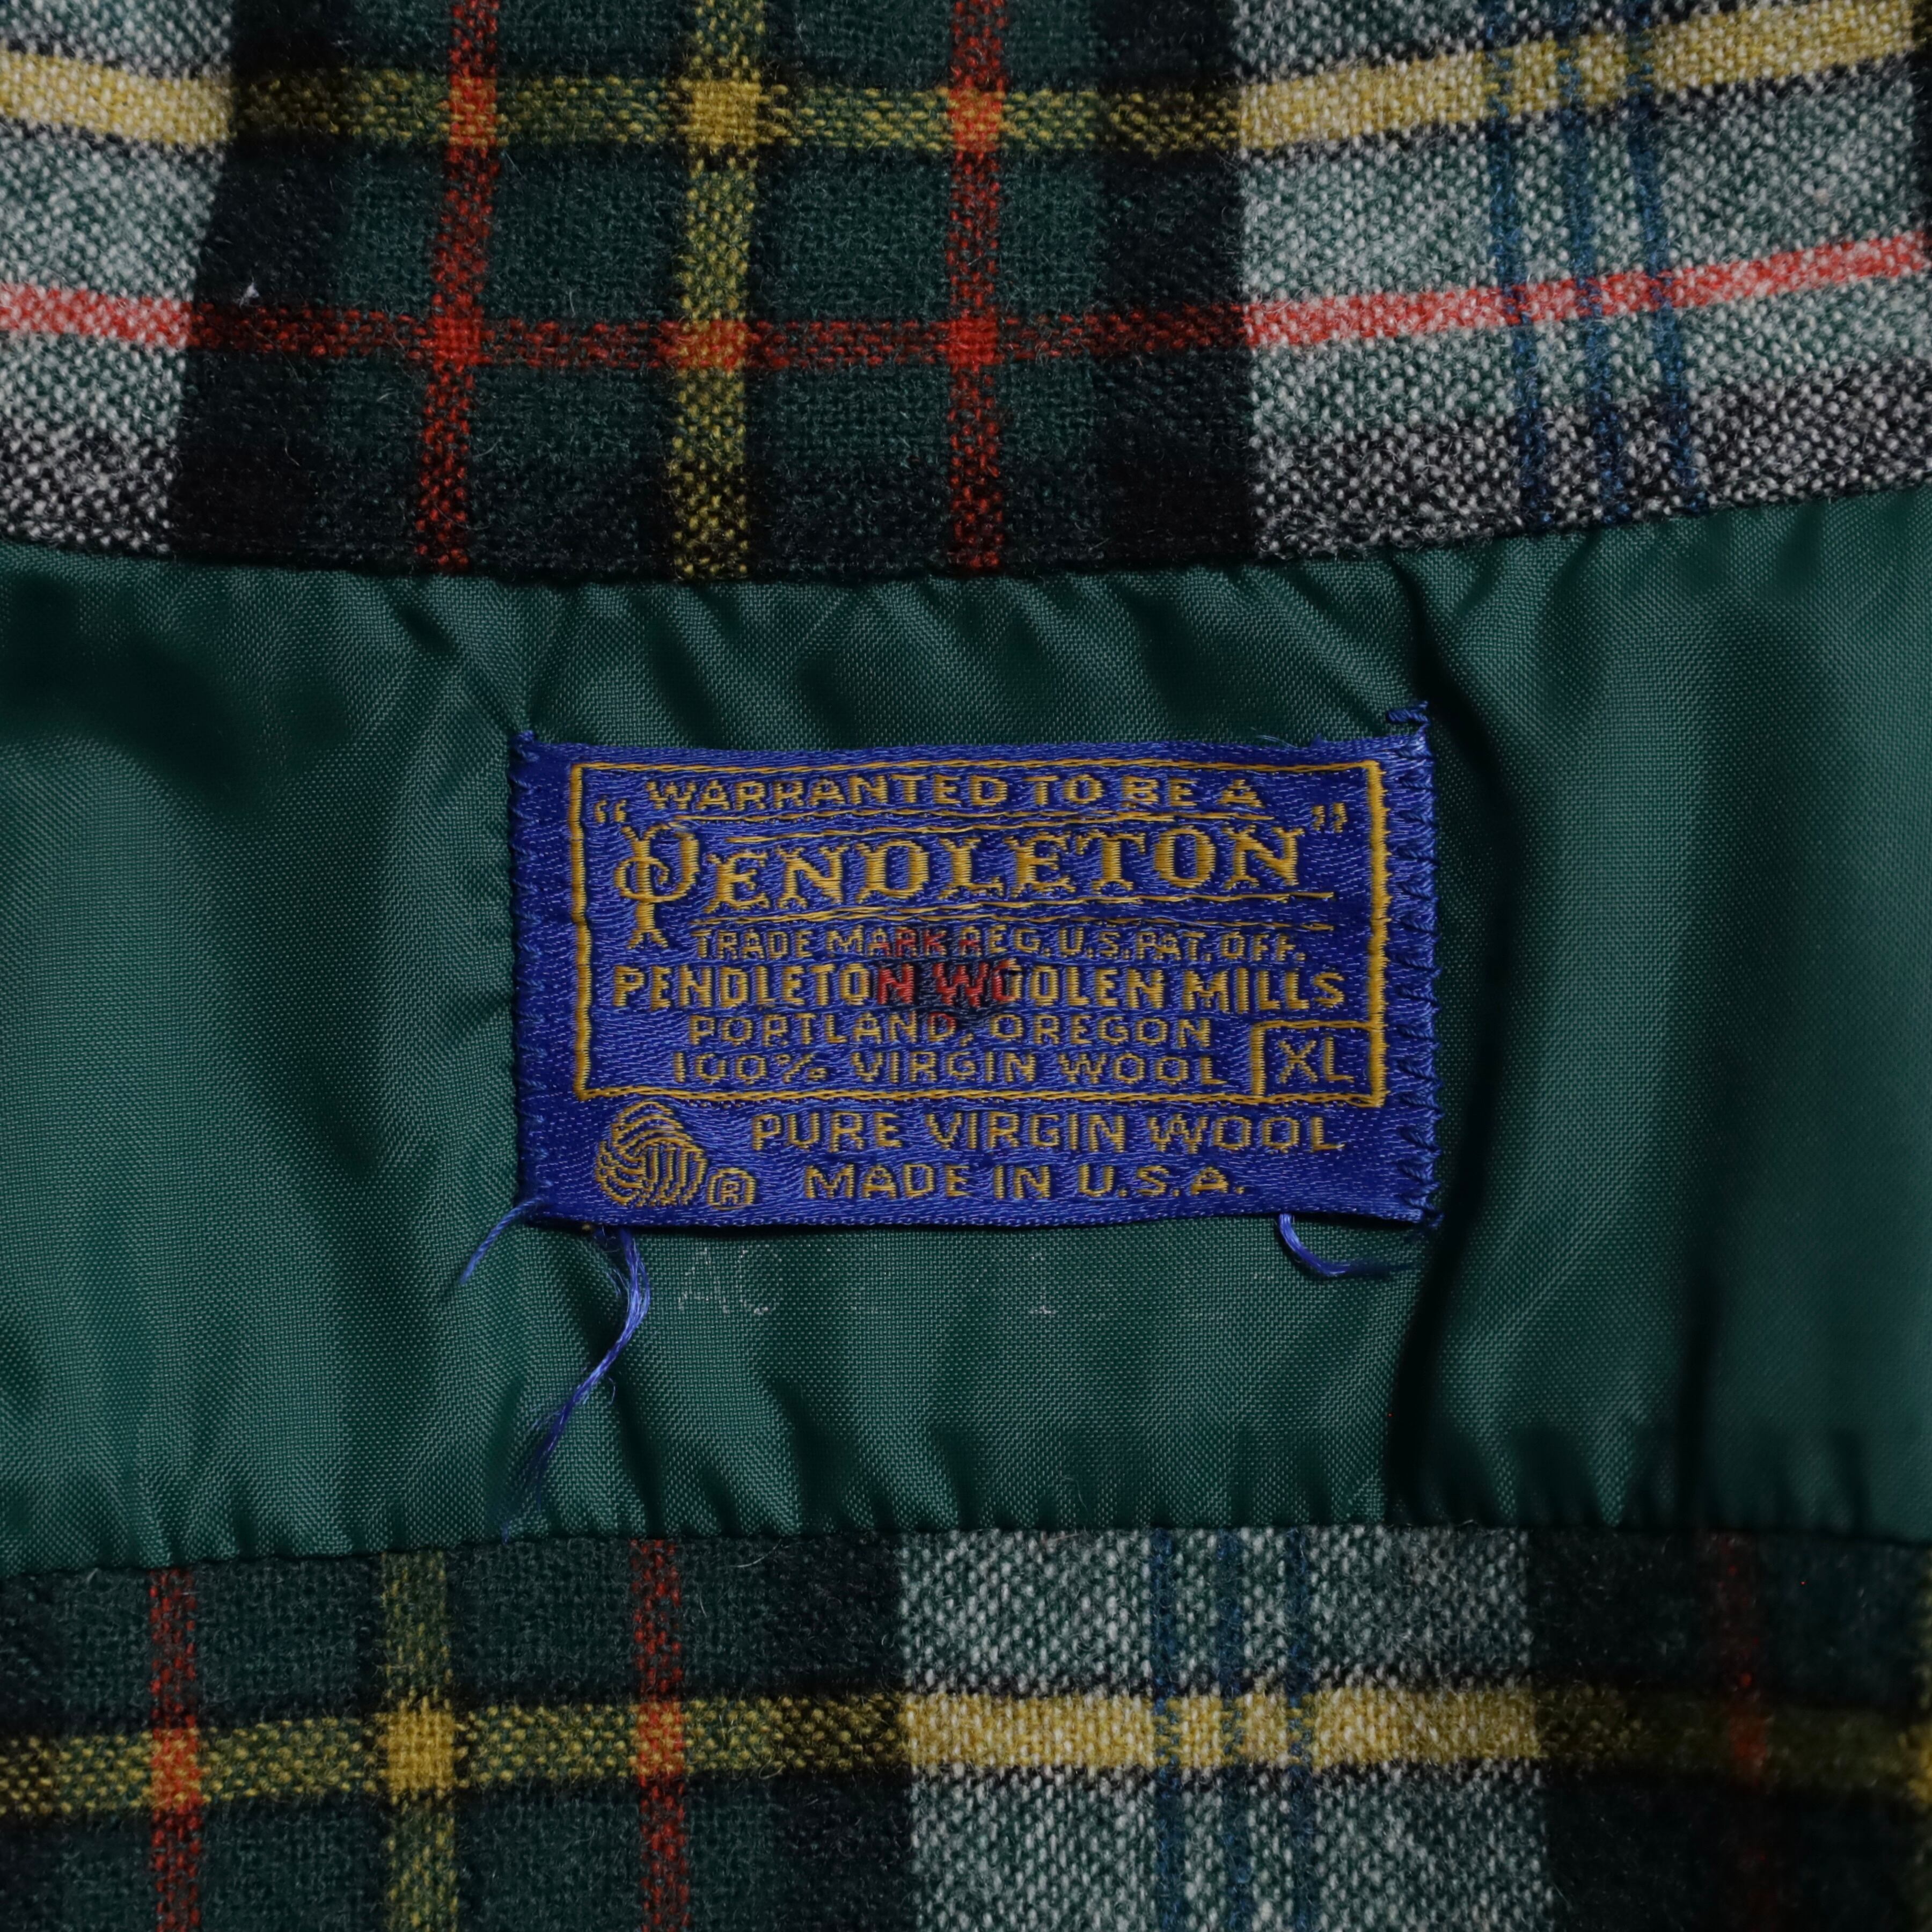 WARRANTED TO BE A
"PENDLETON"
TRADE MARK REG. U.S. PAT. OFF.
PENDLETON WOOLEN MILLS
PORTLAND, OREGON
100% VIRGIN WOOL XL
PURE VIRGIN WOOL
® MADE IN U.S.A.